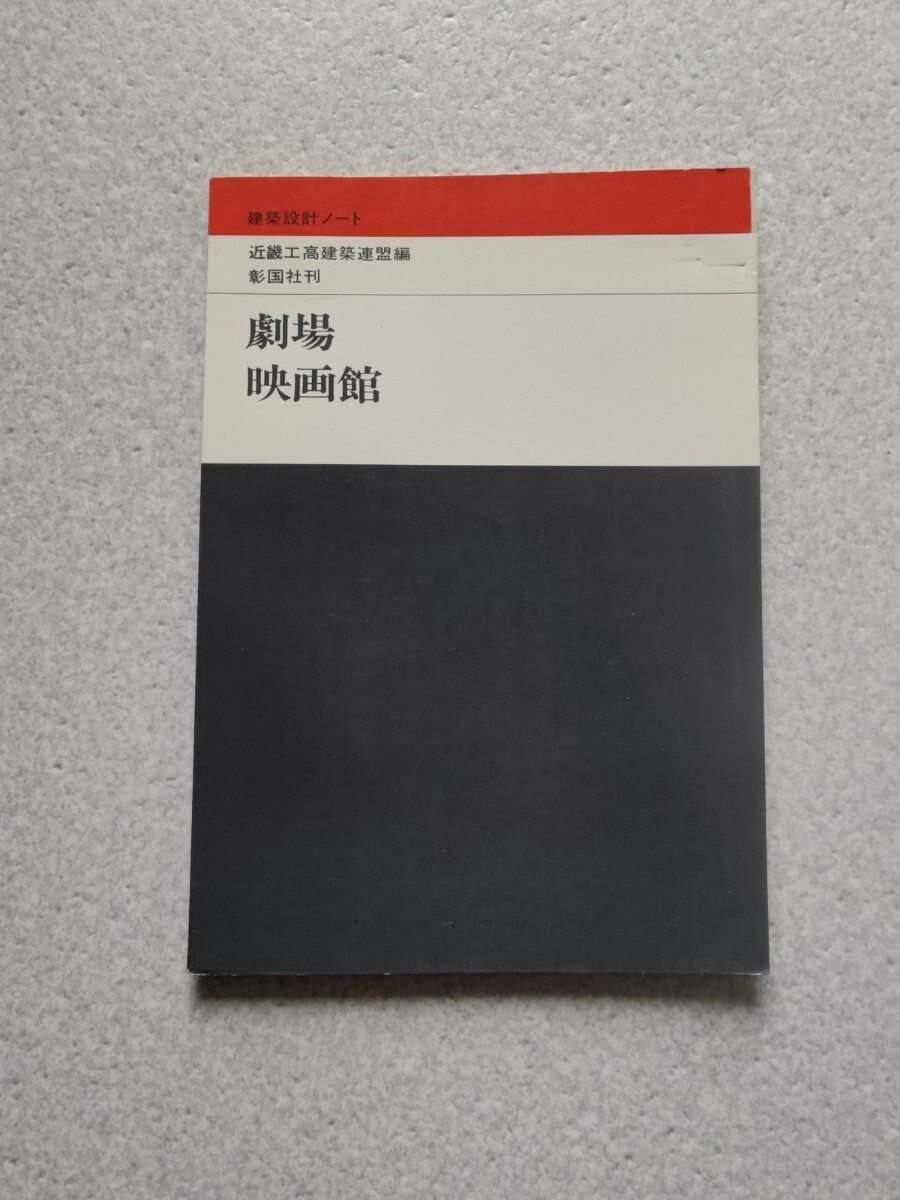 建築設計ノート
近畿工高建築連盟編
彰国社刊
劇場
映画館